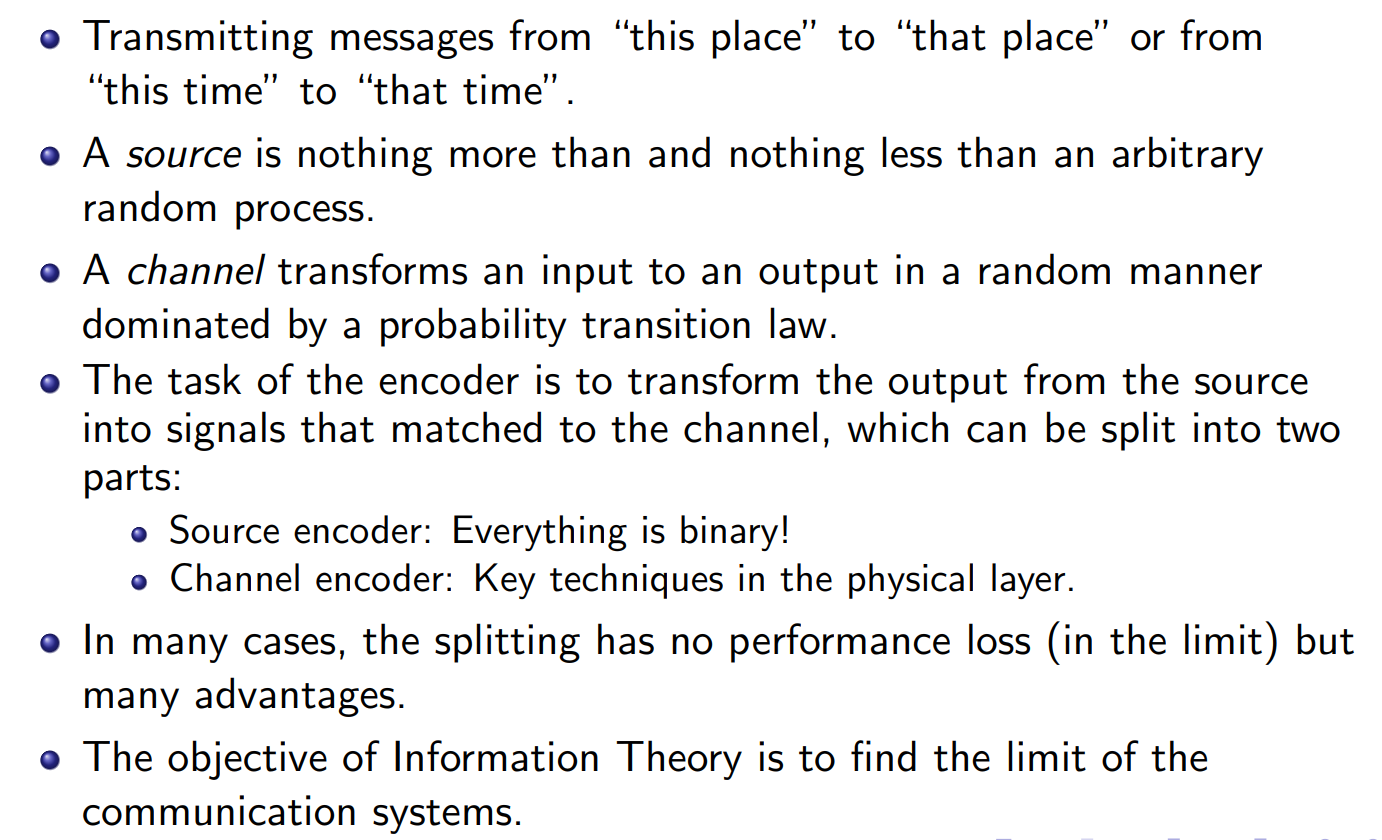 Transmitting messages from “this place” to “that place” or from
“this time” to “that time”.
A source is nothing more than and nothing less than an arbitrary
random process.
A channel transforms an input to an output in a random manner
dominated by a probability transition law.
The task of the encoder is to transform the output from the source
into signals that matched to the channel, which can be split into two
parts:
Source encoder: Everything is binary!
Channel encoder: Key techniques in the physical layer.
In many cases, the splitting has no performance loss (in the limit) but
many advantages.
The objective of Information Theory is to find the limit of the
communication systems.